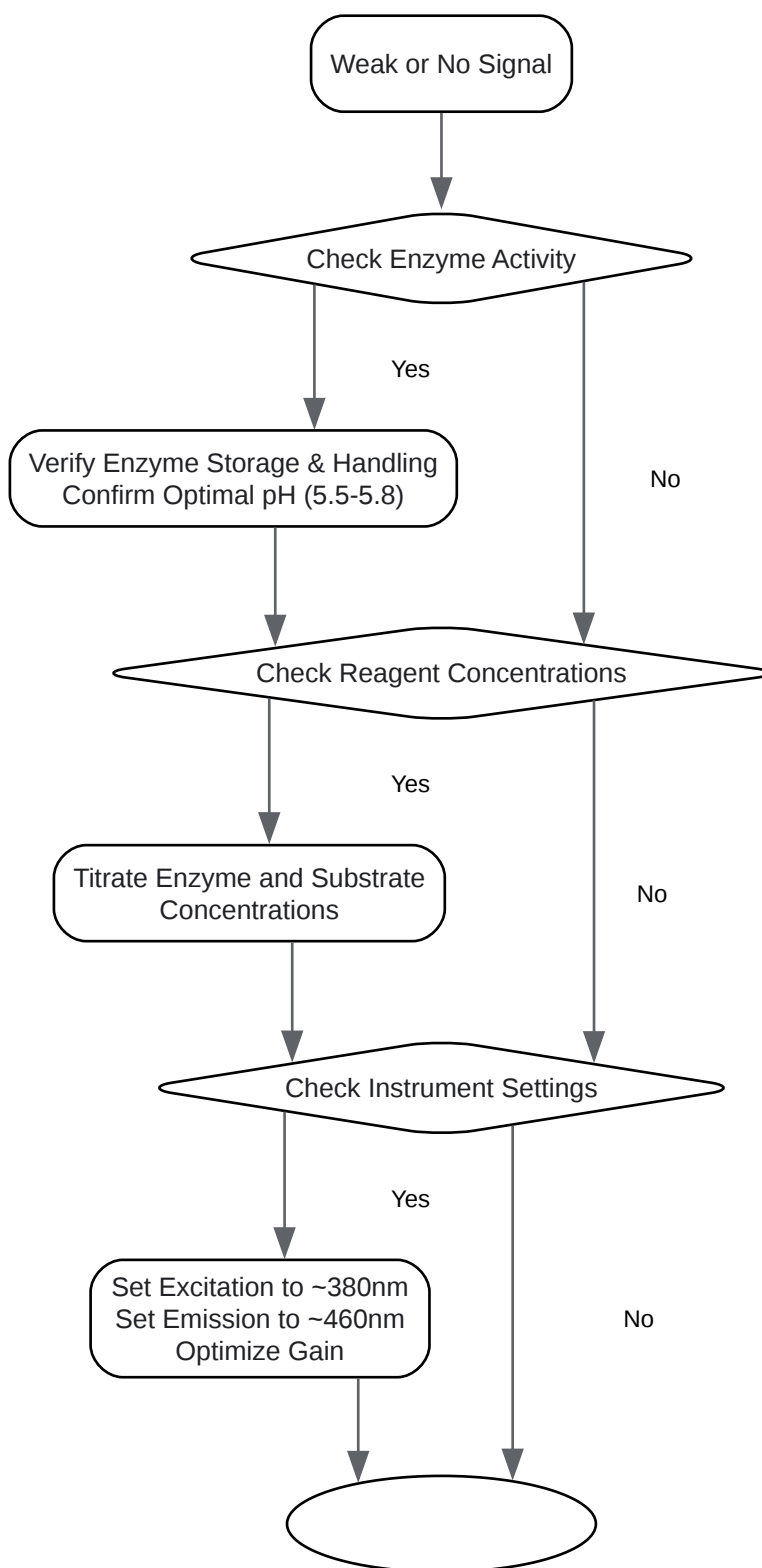 Weak or No Signal
Check Enzyme Activity
Yes
Verify Enzyme Storage & Handling
Confirm Optimal pH (5.5-5.8)
No
Check Reagent Concentrations
Yes
Titrate Enzyme and Substrate
Concentrations
No
Check Instrument Settings
Yes
Set Excitation to ~380nm
Set Emission to ~460nm
Optimize Gain
No